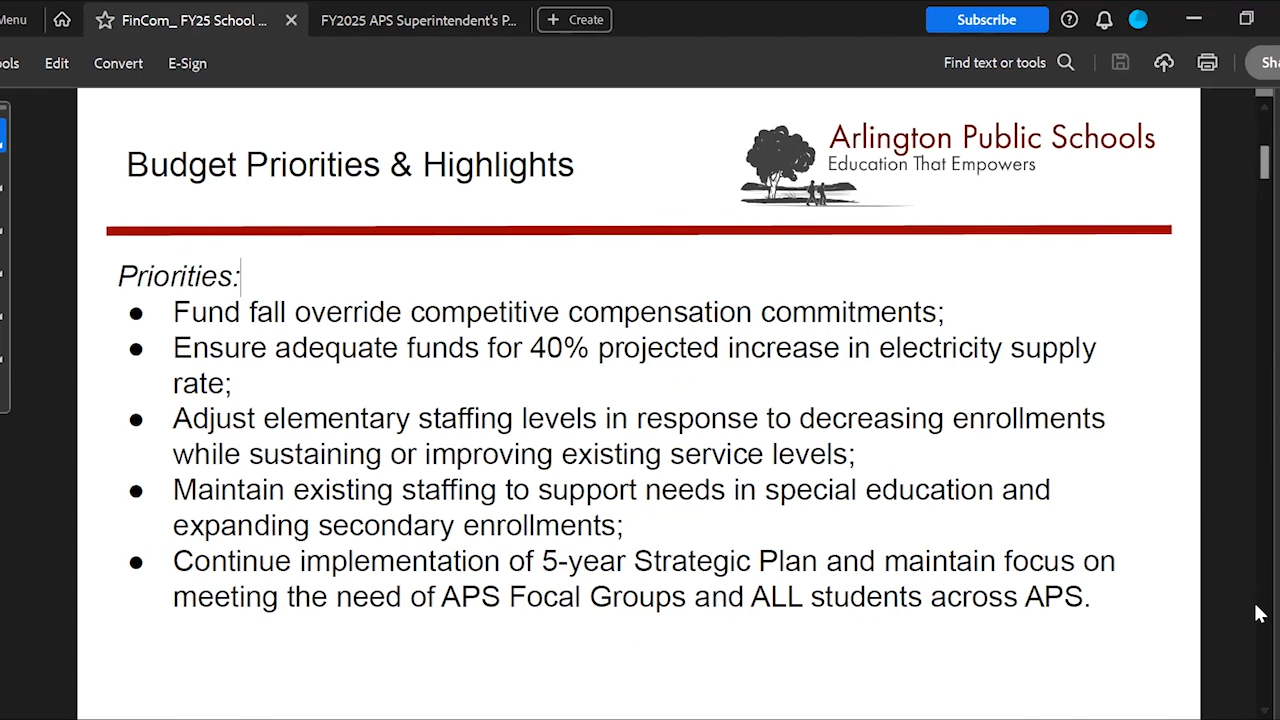 Menu
FinCom_ FY25 School ...
FY2025 APS Superintendent's P...
+ Create
Subscribe
ools
Edit
Convert
E-Sign
Find text or tools
Sha
Budget Priorities & Highlights
Arlington Public Schools
Education That Empowers
Priorities:
● Fund fall override competitive compensation commitments;
● Ensure adequate funds for 40% projected increase in electricity supply
rate;
● Adjust elementary staffing levels in response to decreasing enrollments
while sustaining or improving existing service levels;
● Maintain existing staffing to support needs in special education and
expanding secondary enrollments;
● Continue implementation of 5-year Strategic Plan and maintain focus on
meeting the need of APS Focal Groups and ALL students across APS.